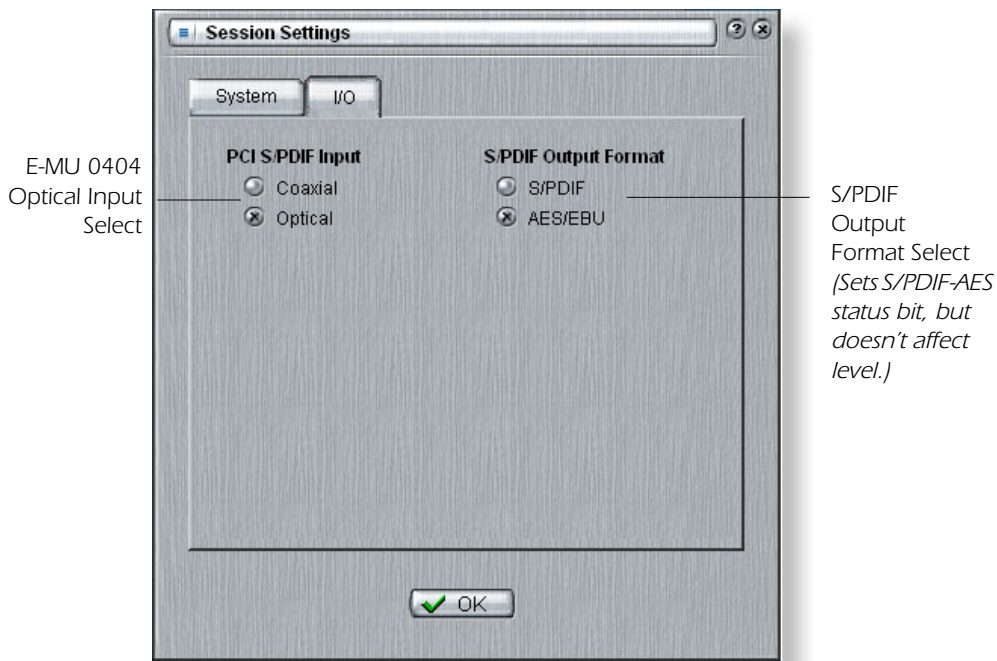 Session Settings
System
I/O
PCI S/PDIF Input
Coaxial
Optical
S/PDIF Output Format
S/PDIF
AES/EBU
OK
E-MU 0404
Optical Input
Select
S/PDIF
Output
Format Select
(Sets S/PDIF-AES
status bit, but
doesn't affect
level.)